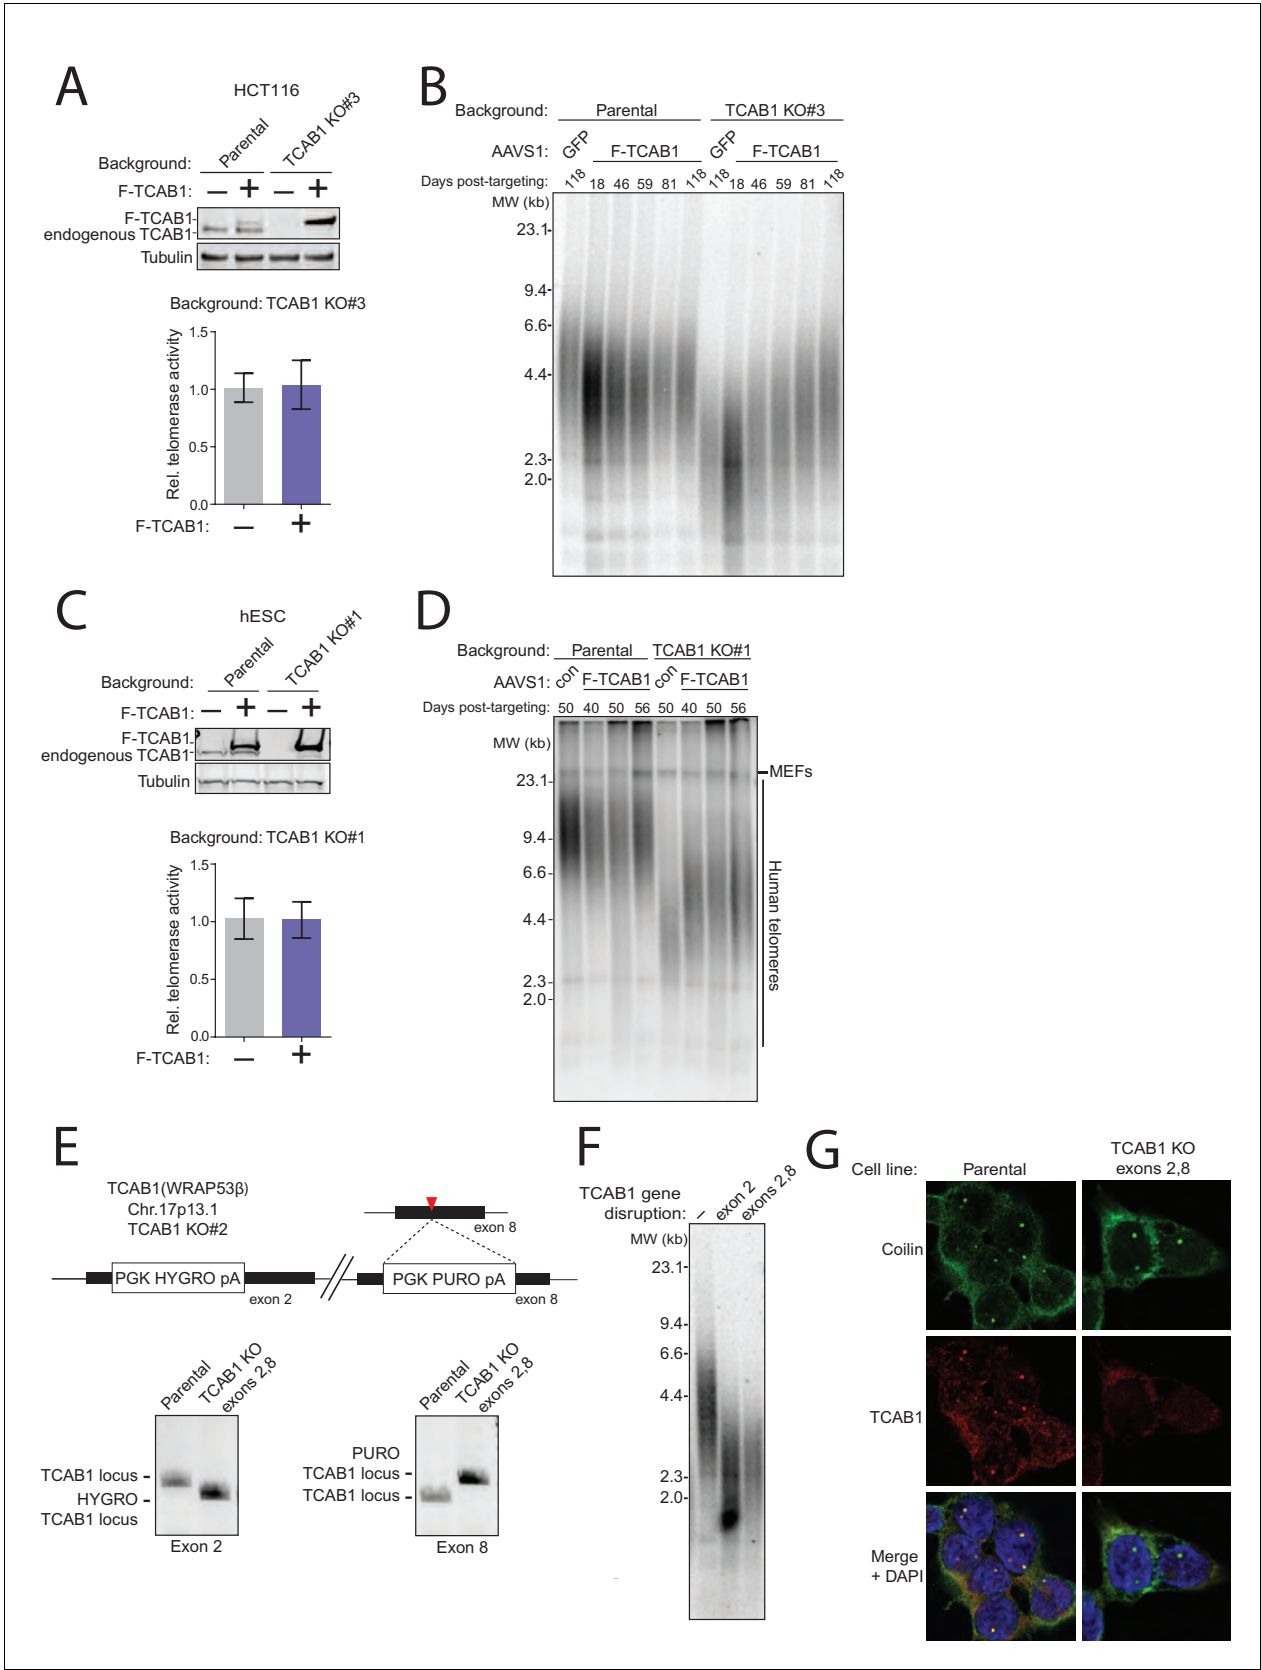 A
HCT116
Background:
Parental
TCAB1 KO#3
F-TCAB1: – + – +
F-TCAB1-
endogenous TCAB1-
Tubulin
Background: TCAB1 KO#3
Rel. telomerase activity
1.5
1.0
0.5
0.0
F-TCAB1: – +
B
Background: Parental TCAB1 KO#3
AAVS1: GFP F-TCAB1 GFP F-TCAB1
Days post-targeting: 118 18 46 59 81 118 118 18 46 59 81 118
MW (kb)
23.1-
9.4-
6.6-
4.4-
2.3-
2.0-
C
hESC
Background:
Parental
TCAB1 KO#1
F-TCAB1: – + – +
F-TCAB1-
endogenous TCAB1-
Tubulin
Background: TCAB1 KO#1
Rel. telomerase activity
1.5
1.0
0.5
0.0
F-TCAB1: – +
D
Background: Parental TCAB1 KO#1
AAVS1: con F-TCAB1 con F-TCAB1
Days post-targeting: 50 40 50 56 50 40 50 56
MW (kb)
23.1-
9.4-
6.6-
4.4-
2.3-
2.0-
MEFs
Human telomeres
E
TCAB1(WRAP53β)
Chr.17p13.1
TCAB1 KO#2
exon 8
PGK HYGRO pA
exon 2
PGK PURO pA
exon 8
Parental
TCAB1 KO
exons 2,8
TCAB1 locus
HYGRO
TCAB1 locus
Exon 2
Parental
TCAB1 KO
exons 2,8
PURO
TCAB1 locus
TCAB1 locus
Exon 8
F
TCAB1 gene
disruption:
–
exon 2
exons 2,8
MW (kb)
23.1-
9.4-
6.6-
4.4-
2.3-
2.0-
G
Cell line: Parental
TCAB1 KO
exons 2,8
Coilin
TCAB1
Merge
+ DAPI